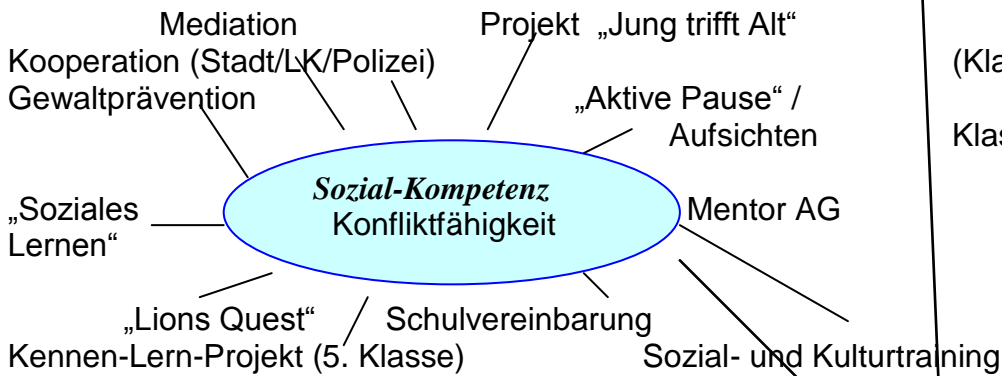 Mediation
Projekt „Jung trifft Alt“
Kooperation (Stadt/LK/Polizei)
Gewaltprävention
„Aktive Pause“ /
Aufsichten
Sozial-Kompetenz
Konfliktfähigkeit
„Soziales
Lernen“
Mentor AG
„Lions Quest“
Schulvereinbarung
Kennen-Lern-Projekt (5. Klasse)
Sozial- und Kulturtraining